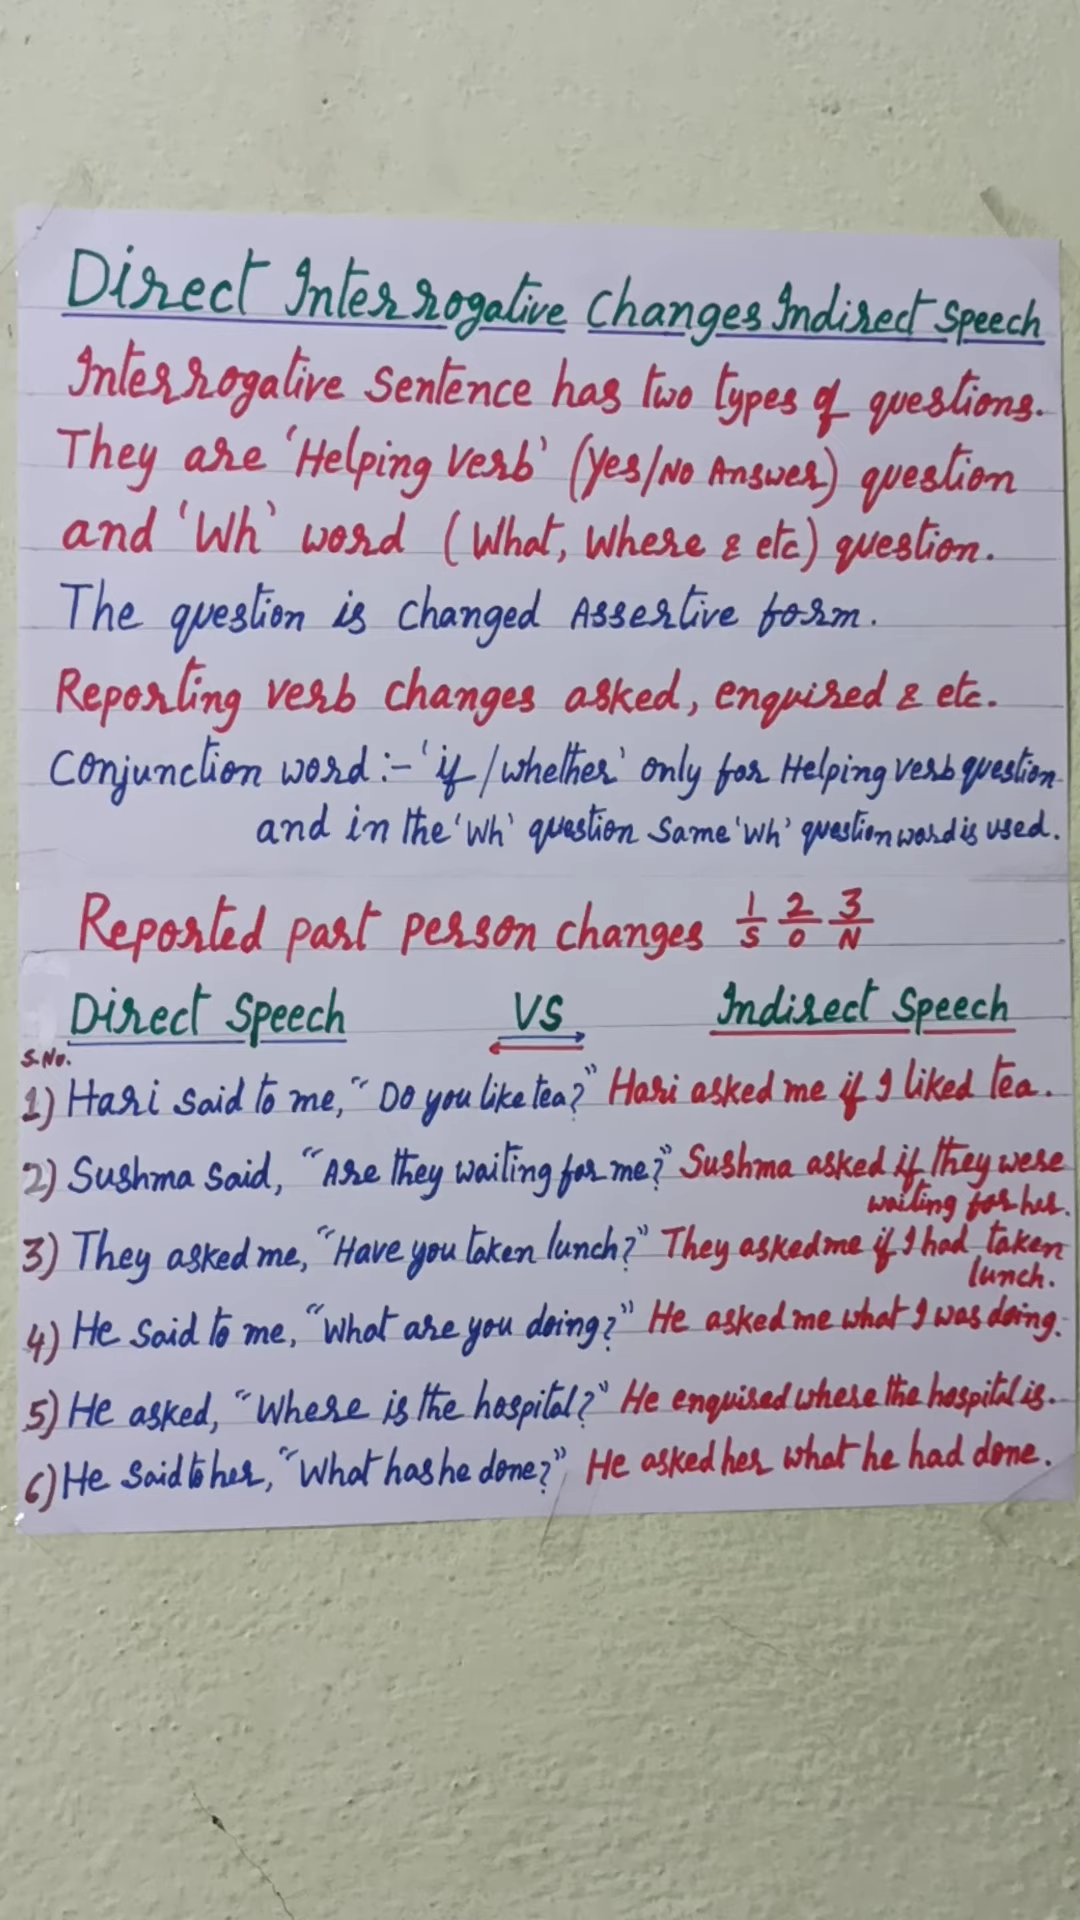 Direct Interrogative Changes Indirect Speech
Interrogative Sentence has two types of questions.
They are 'Helping verb' (Yes/No Answer) question
and 'Wh' word (What, Where & etc) question.
The question is changed Assertive form.
Reporting verb changes asked, enquired & etc.
Conjunction word :- 'if/whether' only for Helping verb question
and in the 'Wh' question Same 'Wh' question word is used.
Reported part person changes 1/S 2/O 3/N
Direct Speech VS Indirect Speech
S.No.
1) Hari said to me, "Do you like tea?" Hari asked me if I liked tea.
2) Sushma said, "Are they waiting for me?" Sushma asked if they were
waiting for her.
3) They asked me, "Have you taken lunch?" They asked me if I had taken
lunch.
4) He said to me, "What are you doing?" He asked me what I was doing.
5) He asked, "Where is the hospital?" He enquired where the hospital is.
6) He said to her, "What has he done?" He asked her what he had done.